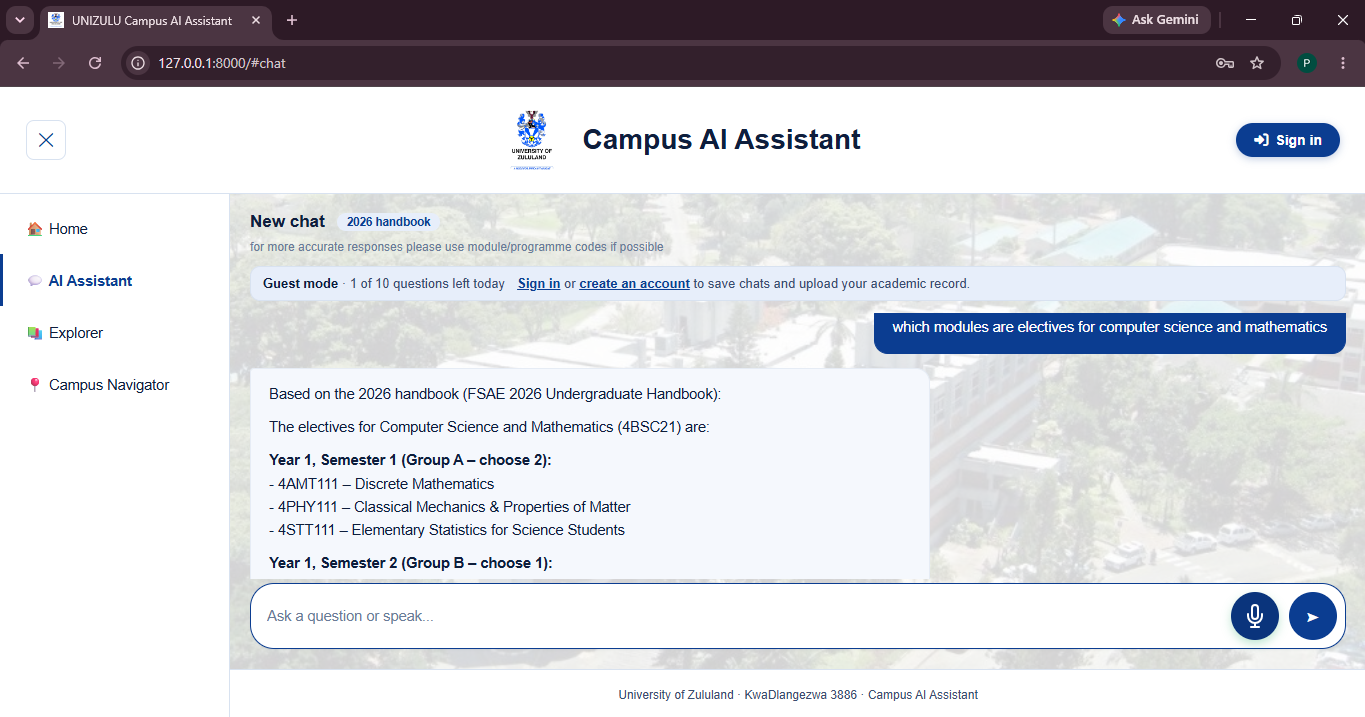 UNIZULU Campus AI Assistant
Ask Gemini
127.0.0.1:8000/#chat
P
UNIVERSITY OF
ZULULAND
Campus AI Assistant
Sign in
Home
AI Assistant
Explorer
Campus Navigator
New chat 2026 handbook
for more accurate responses please use module/programme codes if possible
Guest mode · 1 of 10 questions left today Sign in or create an account to save chats and upload your academic record.
which modules are electives for computer science and mathematics
Based on the 2026 handbook (FSAE 2026 Undergraduate Handbook):
The electives for Computer Science and Mathematics (4BSC21) are:
Year 1, Semester 1 (Group A – choose 2):
- 4AMT111 – Discrete Mathematics
- 4PHY111 – Classical Mechanics & Properties of Matter
- 4STT111 – Elementary Statistics for Science Students
Year 1, Semester 2 (Group B – choose 1):
Ask a question or speak...
University of Zululand · KwaDlangezwa 3886 · Campus AI Assistant